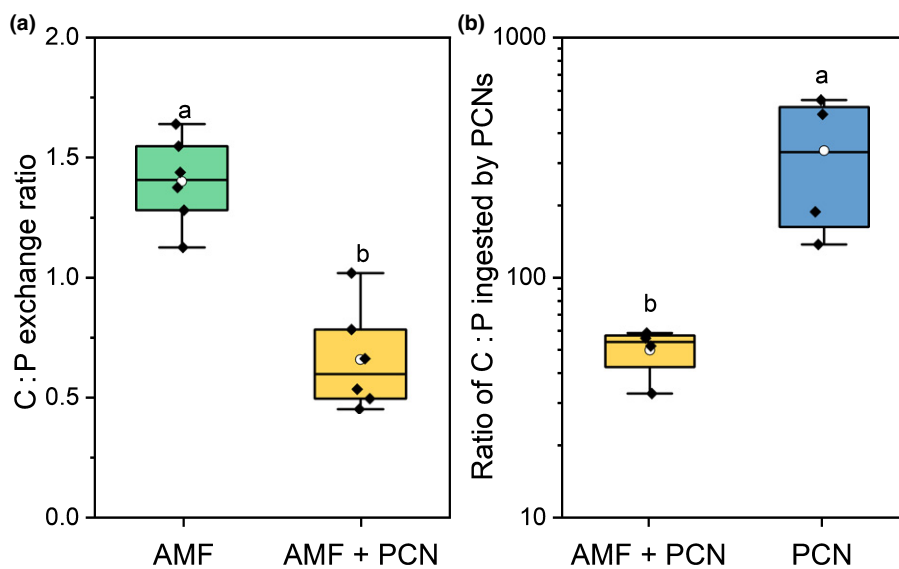 (a)
2.0
1.5
1.0
0.5
0.0
C:P exchange ratio
a
b
AMF
AMF + PCN
(b)
1000
100
10
Ratio of C:P ingested by PCNs
b
a
AMF + PCN
PCN